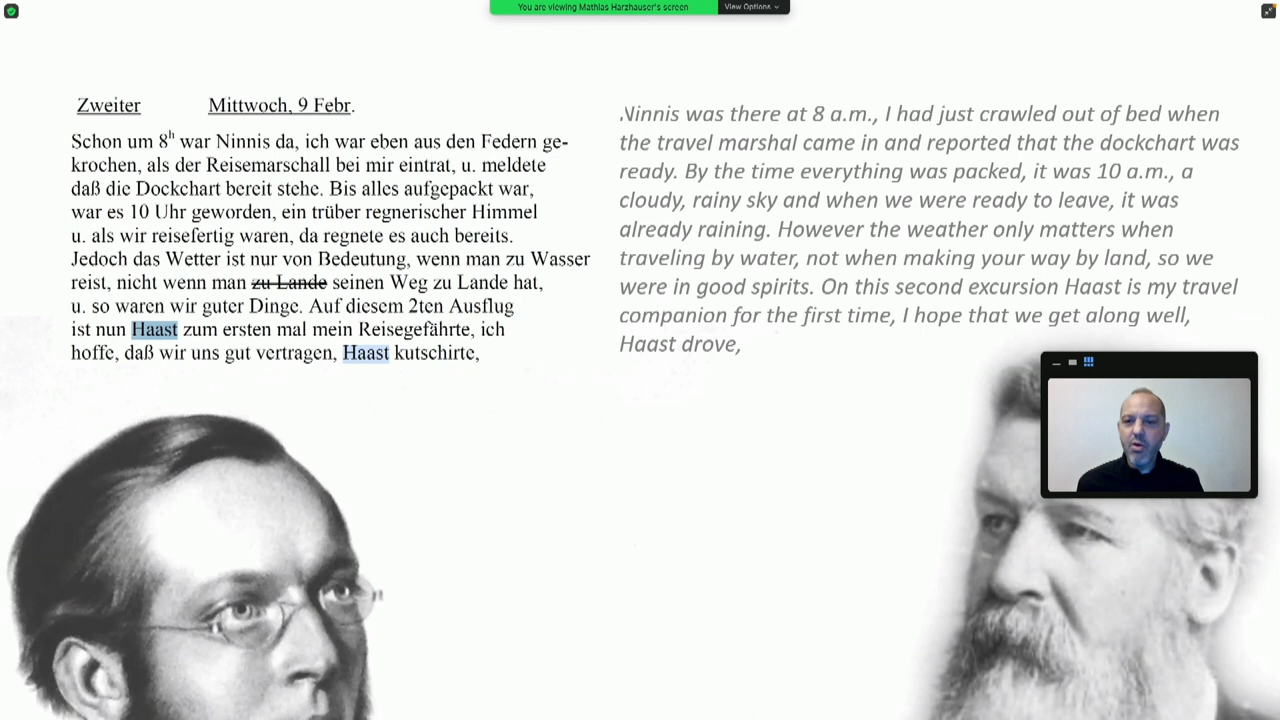 You are viewing Mathias Harzhauser's screen
View Options
Zweiter Mittwoch, 9 Febr.
Schon um 8h war Ninnis da, ich war eben aus den Federn ge-
krochen, als der Reisemarschall bei mir eintrat, u. meldete
daß die Dockchart bereit stehe. Bis alles aufgepackt war,
war es 10 Uhr geworden, ein trüber regnerischer Himmel
u. als wir reisefertig waren, da regnete es auch bereits.
Jedoch das Wetter ist nur von Bedeutung, wenn man zu Wasser
reist, nicht wenn man zu Lande seinen Weg zu Lande hat,
u. so waren wir guter Dinge. Auf diesem 2ten Ausflug
ist nun Haast zum ersten mal mein Reisegefährte, ich
hoffe, daß wir uns gut vertragen, Haast kutschirte,
Ninnis was there at 8 a.m., I had just crawled out of bed when
the travel marshal came in and reported that the dockchart was
ready. By the time everything was packed, it was 10 a.m., a
cloudy, rainy sky and when we were ready to leave, it was
already raining. However the weather only matters when
traveling by water, not when making your way by land, so we
were in good spirits. On this second excursion Haast is my travel
companion for the first time, I hope that we get along well,
Haast drove,